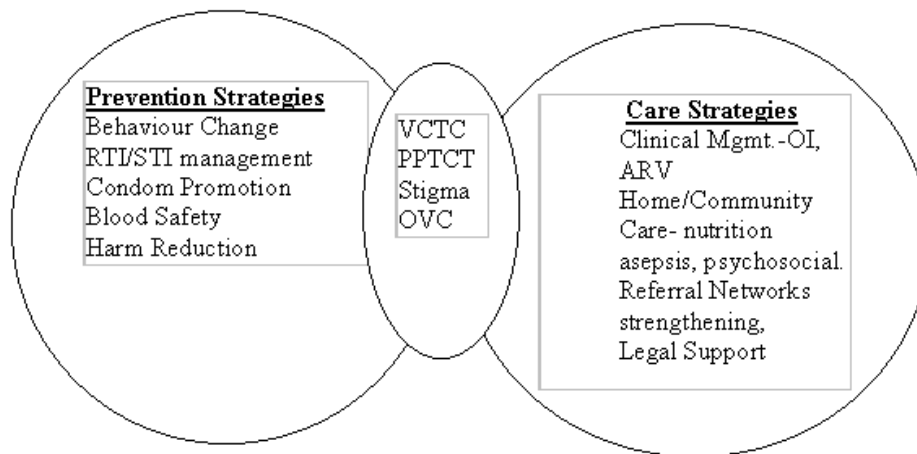 Prevention Strategies
Behaviour Change
RTI/STI management
Condom Promotion
Blood Safety
Harm Reduction
VCTC
PPTCT
Stigma
OVC
Care Strategies
Clinical Mgmt.-OI,
ARV
Home/Community
Care- nutrition
asepsis, psychosocial.
Referral Networks
strengthening,
Legal Support